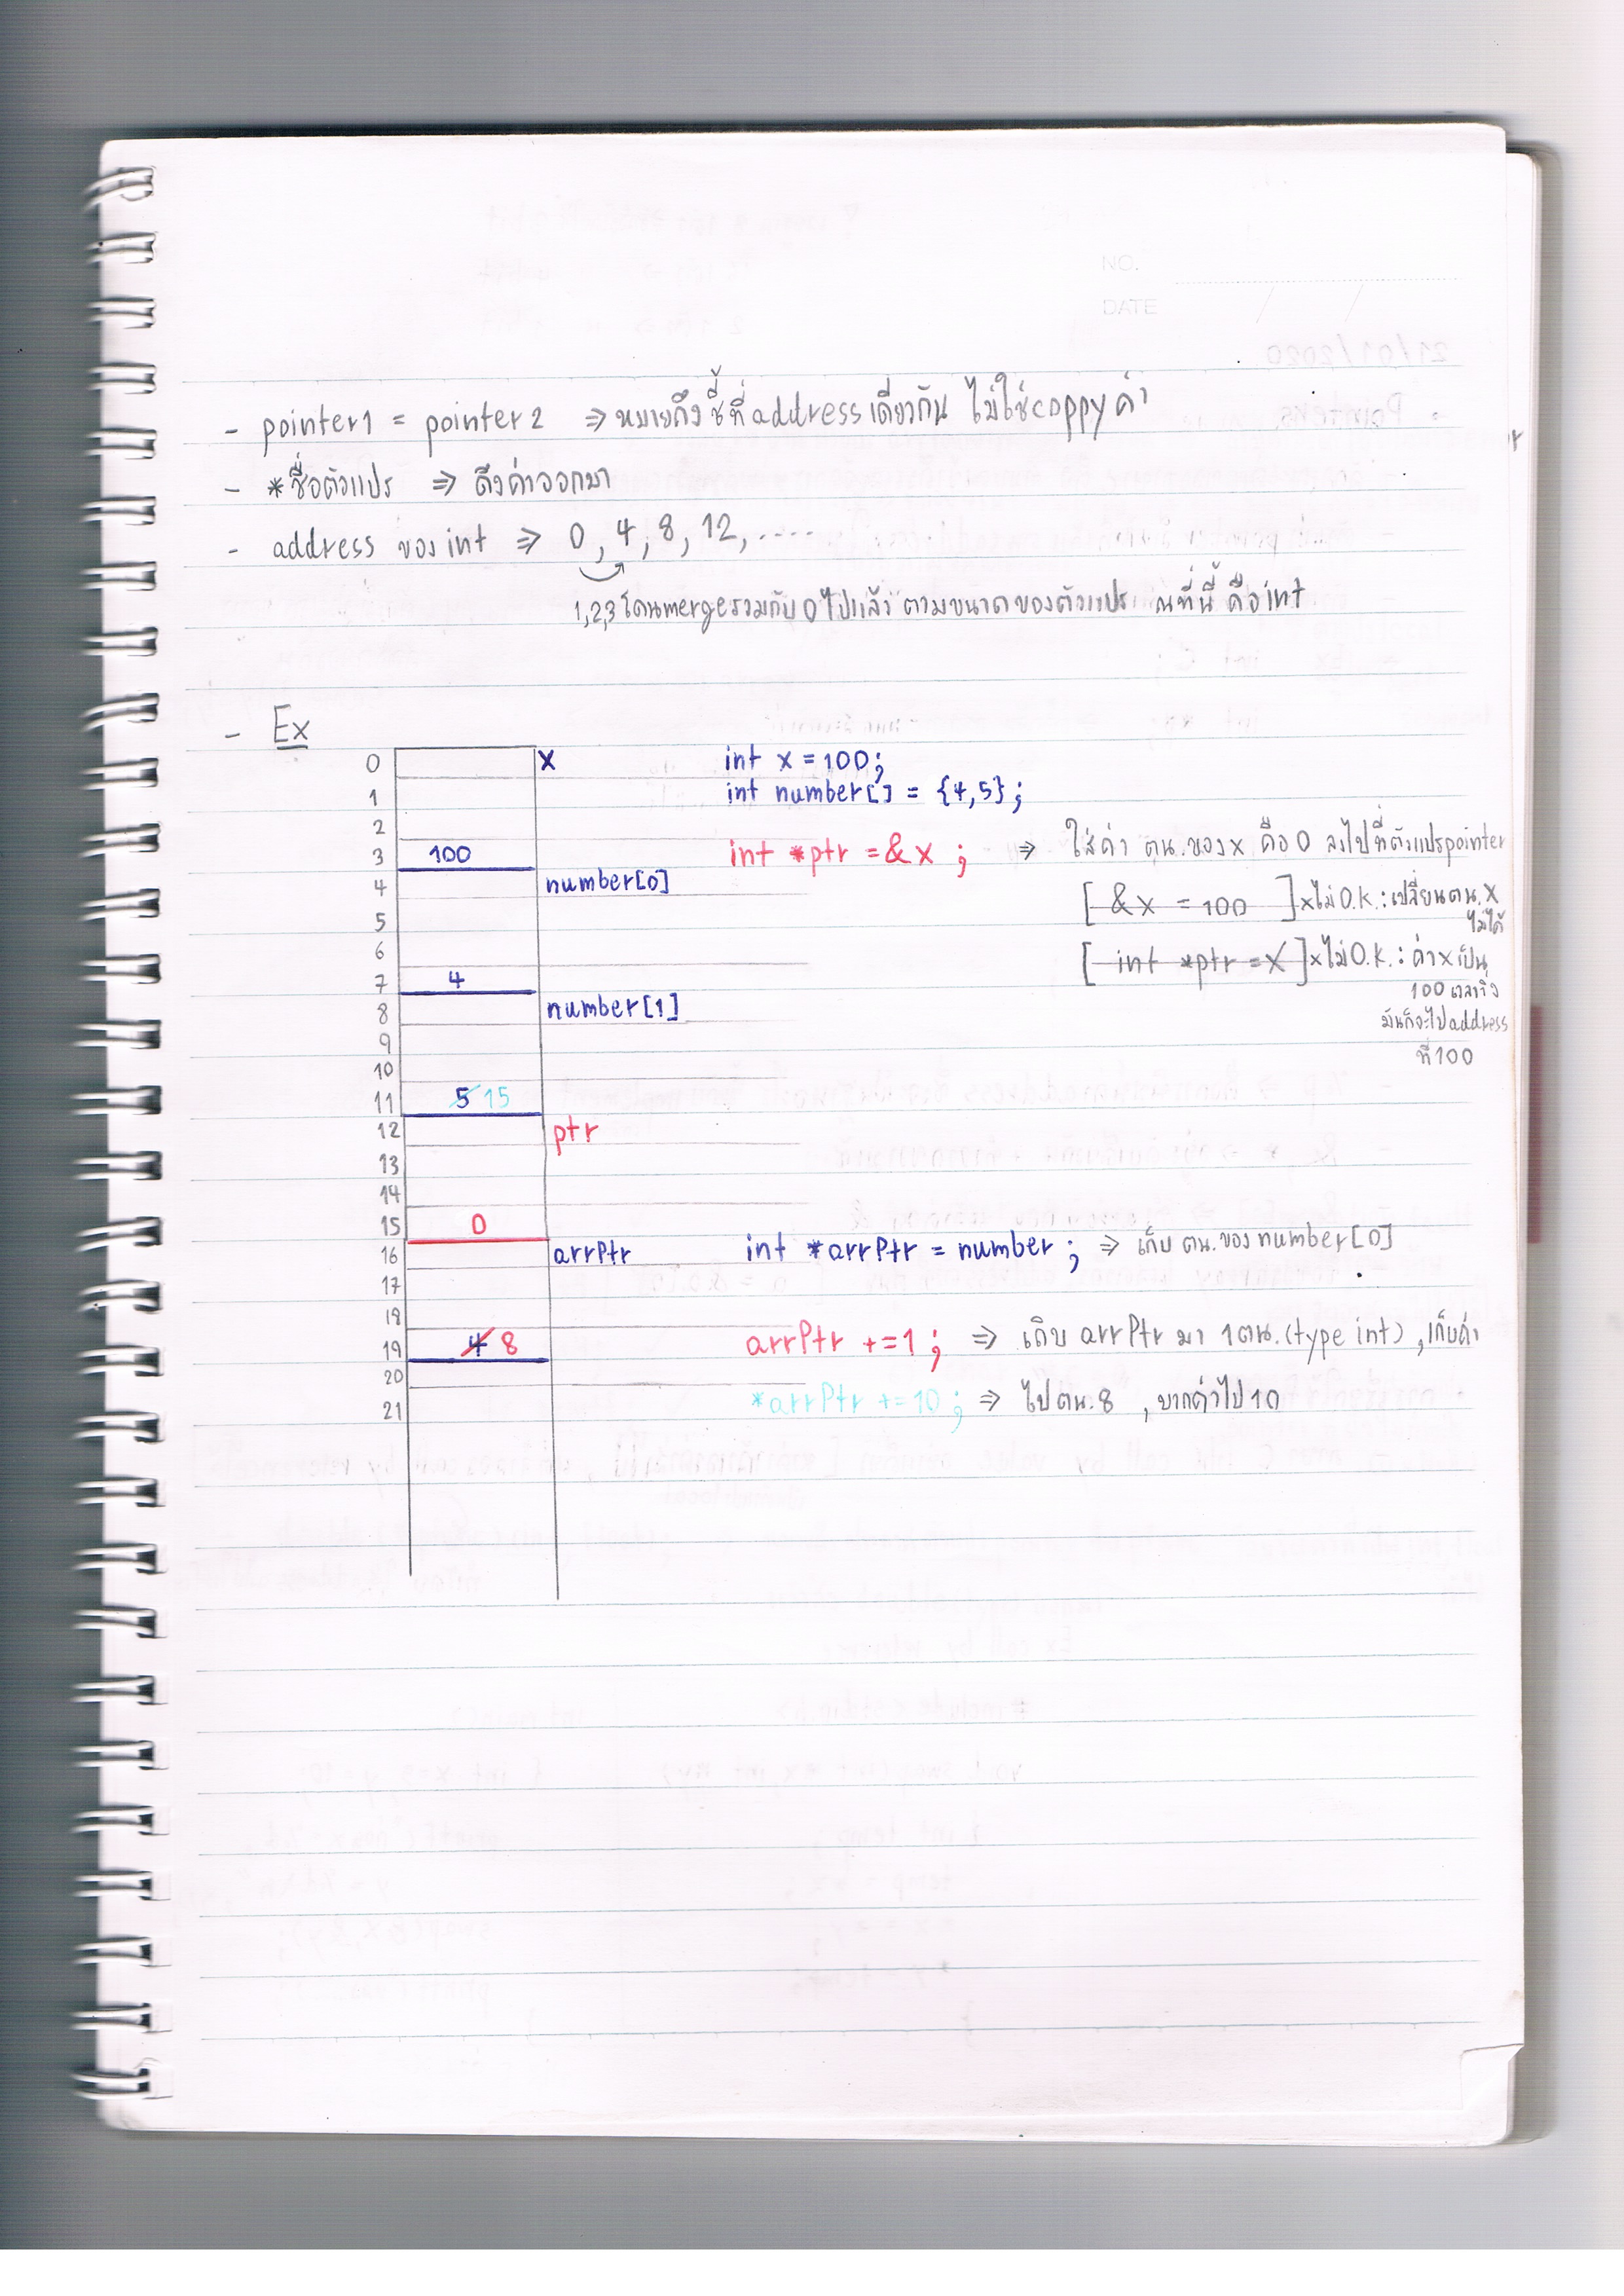 NO.
DATE
- pointer1 = pointer 2 ⇒ หมายถึงชี้ที่ address เดียวกัน ไม่ใช่ coppy ค่า
- *ชื่อตัวแปร ⇒ ดึงค่าออกมา
- address ของ int ⇒ 0, 4, 8, 12, ....
1,2,3 โดน merge รวมกับ 0 ไปแล้ว ตามขนาดของตัวแปร ณ ที่นี้ คือ int
- Ex
0 x int x = 100;
1 int number[] = {4,5};
2
3 100 int *ptr = &x ; ⇒ ใส่ค่า ตน. ของ x คือ 0 ลงไปที่ตัวแปร pointer
4 number[0] [ &x = 100 ] x ไม่ O.K. : เปลี่ยน ตน. x
5 ไม่ได้
6 [ int *ptr = x ] x ไม่ O.K. : ค่า x เป็น
7 4 100
8 number[1] มันก็จะไป address
9 ที่ 100
10
11 5 15
12 ptr
13
14
15 0
16 arrPtr int *arrPtr = number ; ⇒ เก็บ ตน. ของ number[0]
17
18
19 4 8 arrPtr +=1 ; ⇒ arrPtr มา 1 ตน. (type int) , เก็บค่า
20
21 *arrPtr += 10 ; ⇒ ไป ตน. 8 , บวกค่าไป 10